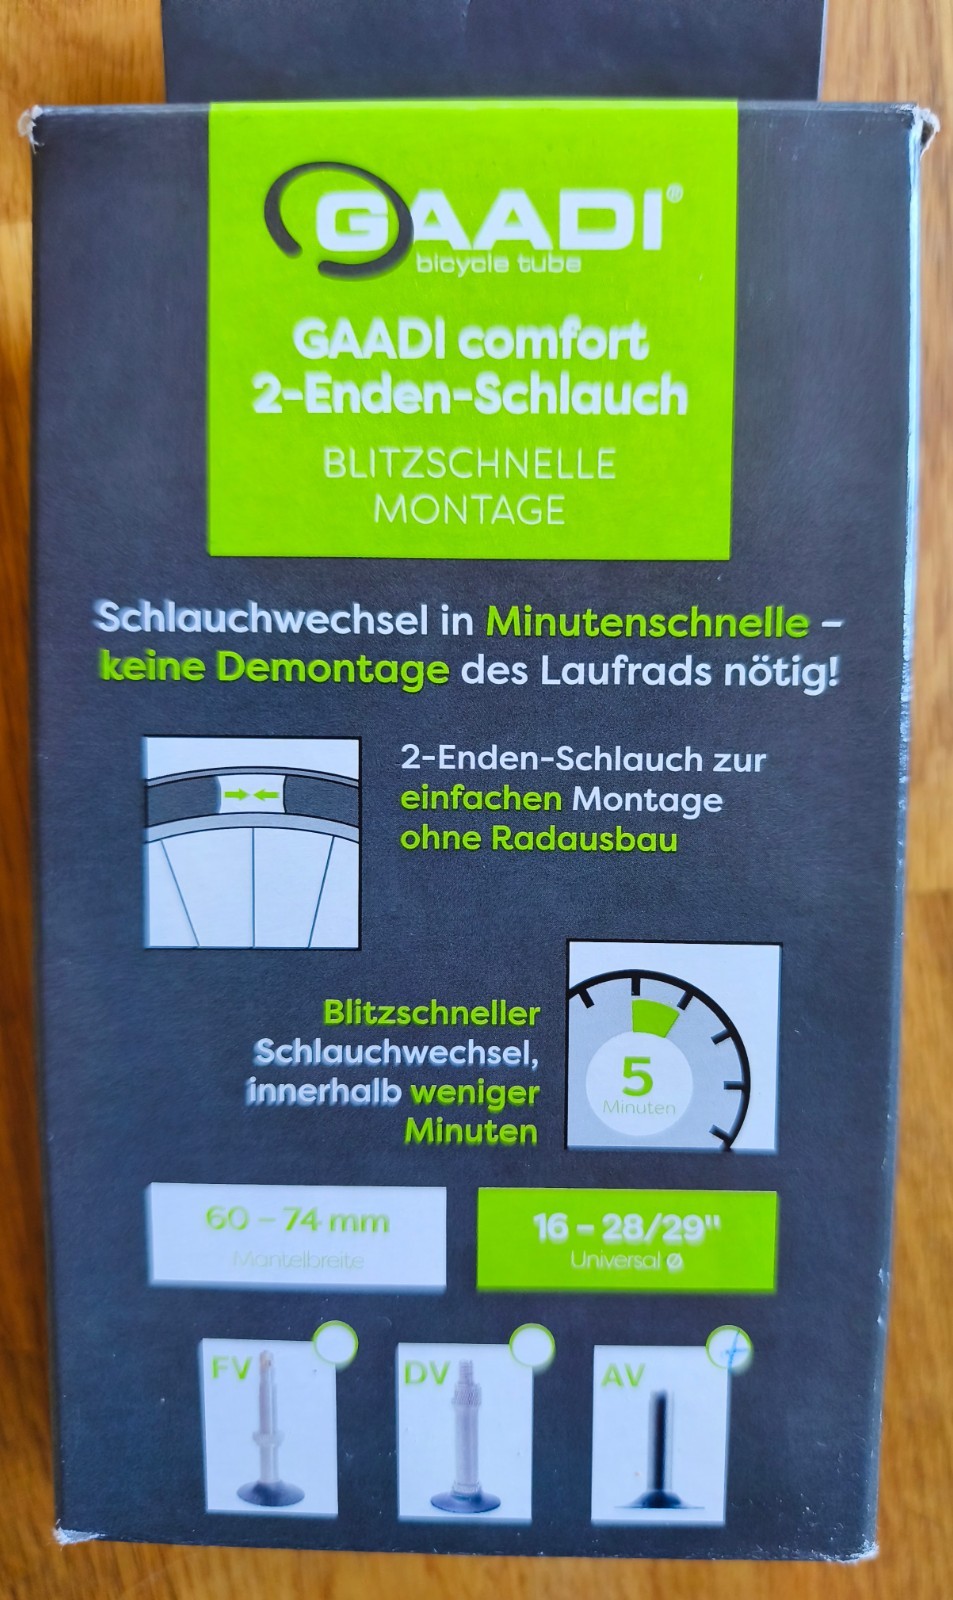 GAADI®
bicycle tube
GAADI comfort
2-Enden-Schlauch
BLITZSCHNELLE
MONTAGE
Schlauchwechsel in Minutenschnelle –
keine Demontage des Laufrads nötig!
2-Enden-Schlauch zur
einfachen Montage
ohne Radausbau
Blitzschneller
Schlauchwechsel,
innerhalb weniger
Minuten
5
Minuten
60 – 74 mm
Mantelbreite
16 – 28/29"
Universal Ø
FV
DV
AV